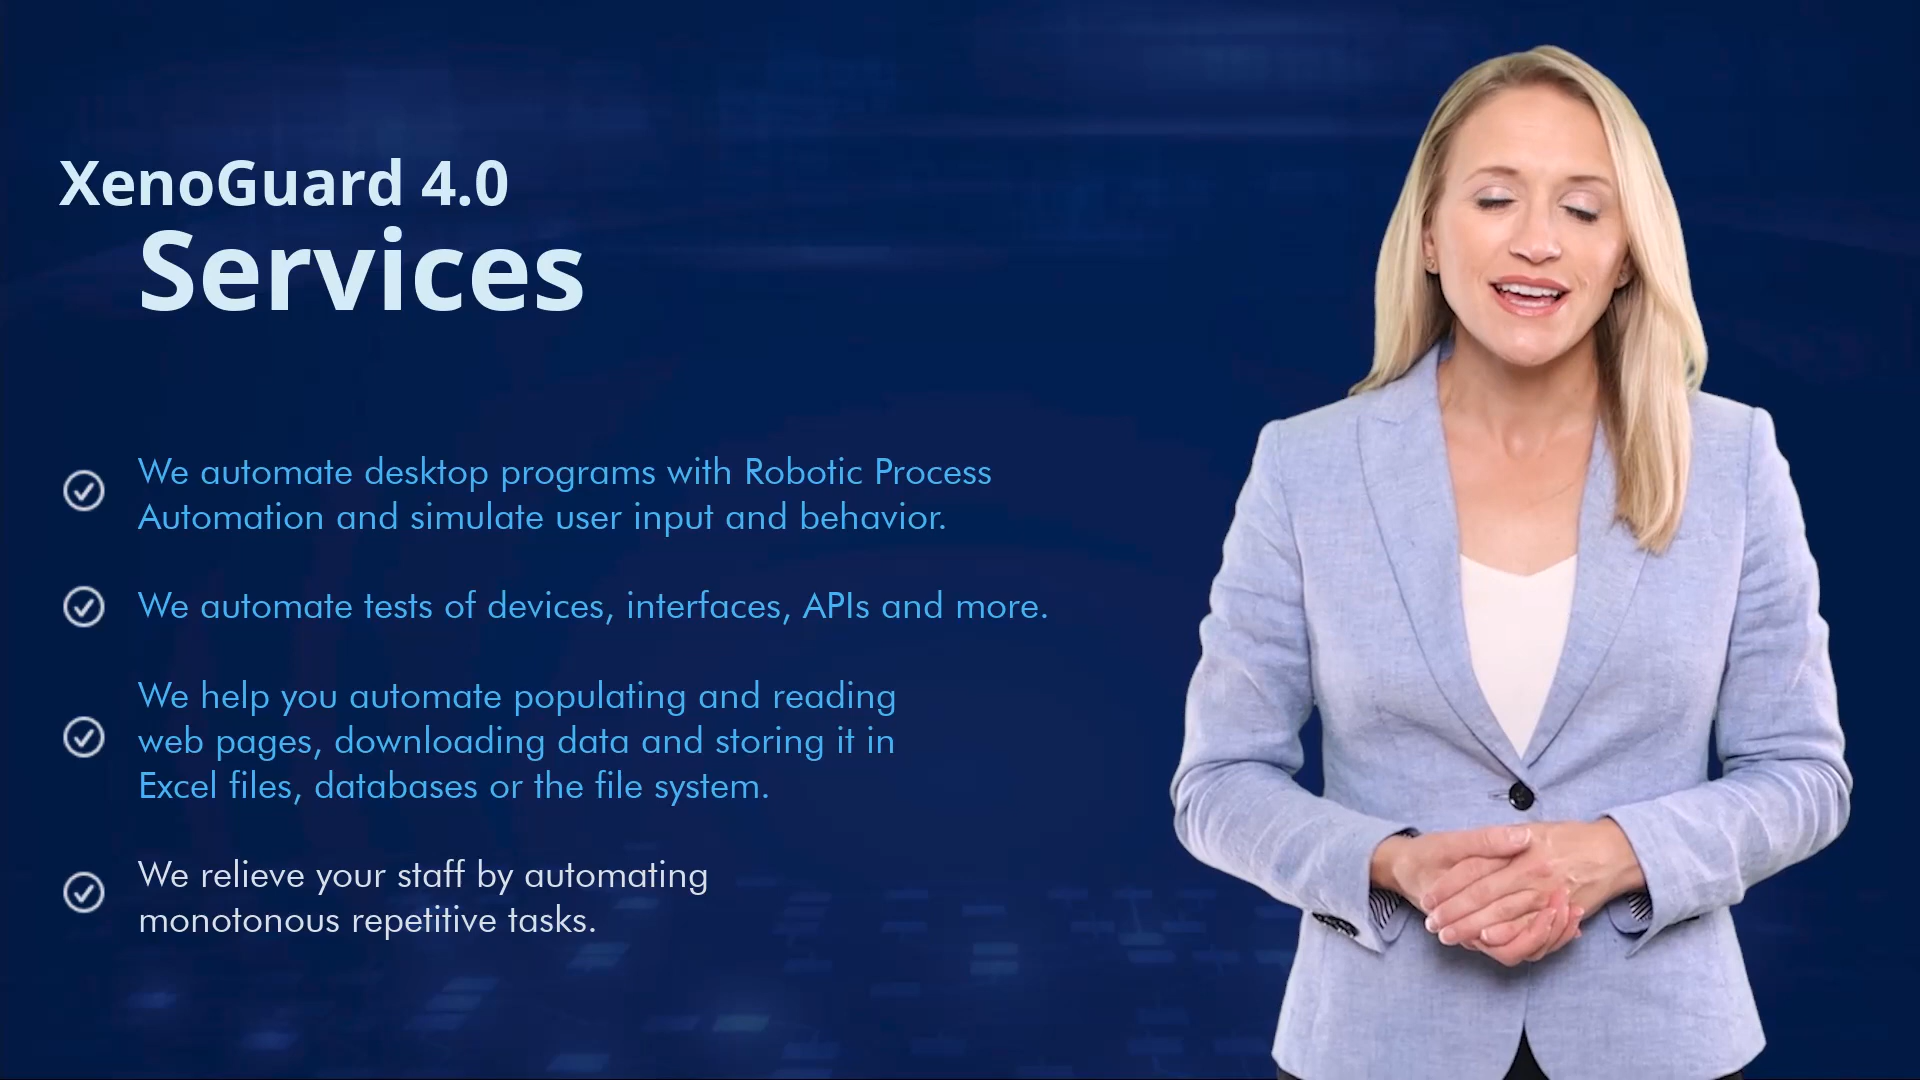 XenoGuard 4.0
Services
We automate desktop programs with Robotic Process
Automation and simulate user input and behavior.
We automate tests of devices, interfaces, APIs and more.
We help you automate populating and reading
web pages, downloading data and storing it in
Excel files, databases or the file system.
We relieve your staff by automating
monotonous repetitive tasks.